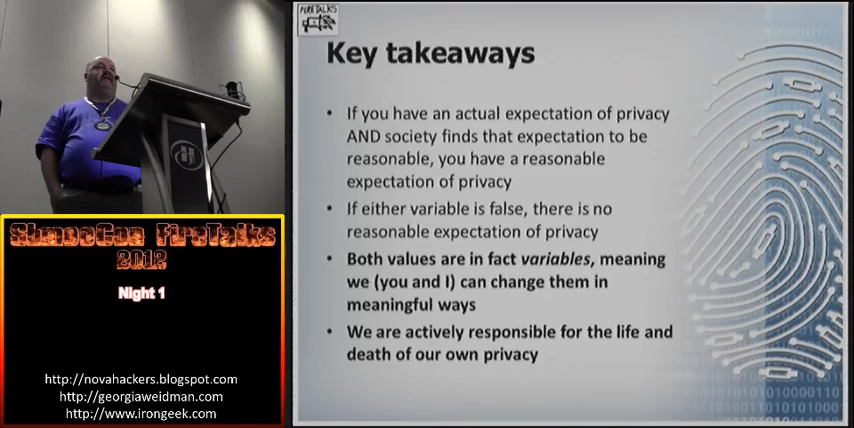 FIRETALKS
Key takeaways
• If you have an actual expectation of privacy
AND society finds that expectation to be
reasonable, you have a reasonable
expectation of privacy
• If either variable is false, there is no
reasonable expectation of privacy
• Both values are in fact variables, meaning
we (you and I) can change them in
meaningful ways
• We are actively responsible for the life and
death of our own privacy
ShmooCon FireTalks
2012
Night 1
http://novahackers.blogspot.com
http://georgiaweidman.com
http://www.irongeek.com